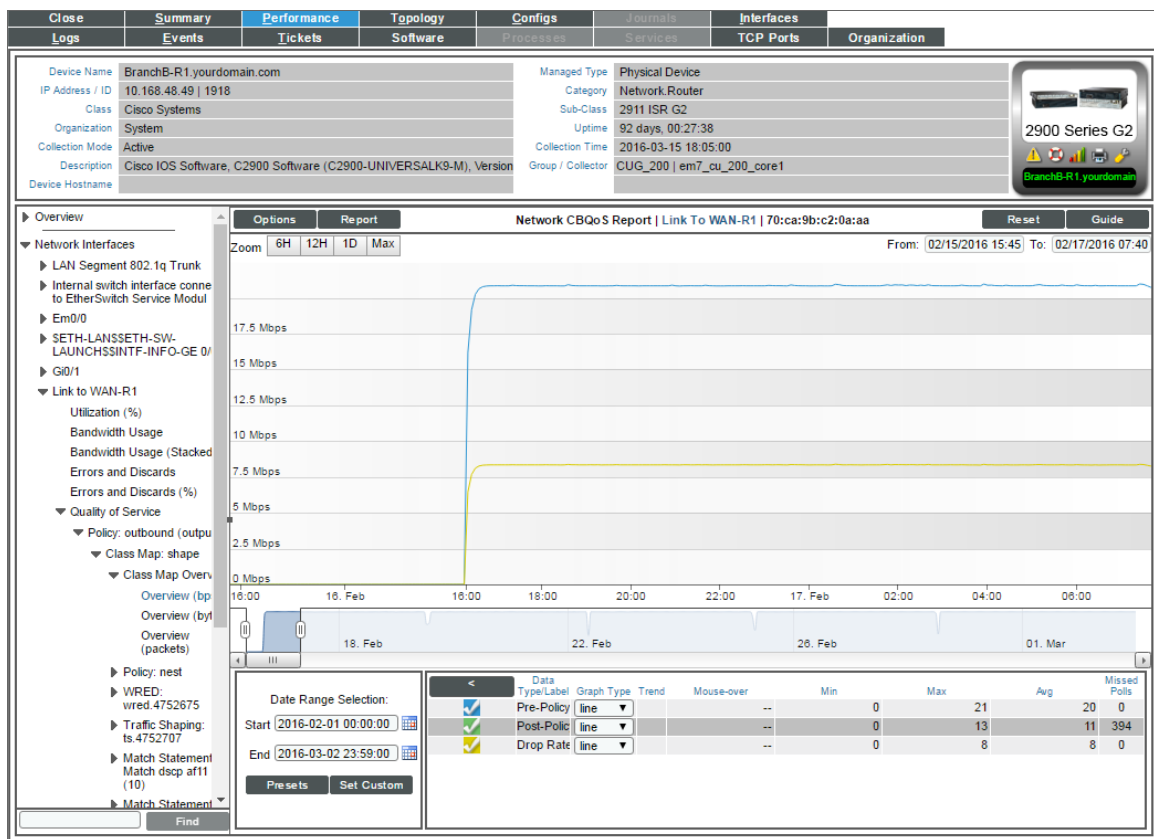 Close Summary Performance Topology Configs Journals Interfaces
Logs Events Tickets Software Processes Services TCP Ports Organization
Device Name BranchB-R1.yourdomain.com Managed Type Physical Device
IP Address / ID 10.168.48.49 | 1918 Category Network.Router
Class Cisco Systems Sub-Class 2911 ISR G2
Organization System Uptime 92 days, 00:27:38
Collection Mode Active Collection Time 2016-03-15 18:05:00
Description Cisco IOS Software, C2900 Software (C2900-UNIVERSALK9-M), Version Group / Collector CUG_200 | em7_cu_200_core1
Device Hostname
2900 Series G2
BranchB-R1.yourdomain
Overview
Network Interfaces
LAN Segment 802.1q Trunk
Internal switch interface conne
to EtherSwitch Service Modul
Em0/0
$ETH-LAN$$ETH-SW-
LAUNCH$$INTF-INFO-GE 0/
Gi0/1
Link to WAN-R1
Utilization (%)
Bandwidth Usage
Bandwidth Usage (Stacked
Errors and Discards
Errors and Discards (%)
Quality of Service
Policy: outbound (outpu
Class Map: shape
Class Map Overv
Overview (bp
Overview (byt
Overview
(packets)
Policy: nest
WRED:
wred.4752675
Traffic Shaping:
ts.4752707
Match Statement
Match dscp af11
(10)
Match Statement
Find
Options Report Network CBQoS Report | Link To WAN-R1 | 70:ca:9b:c2:0a:aa Reset Guide
Zoom 6H 12H 1D Max From: 02/15/2016 15:45 To: 02/17/2016 07:40
17.5 Mbps
15 Mbps
12.5 Mbps
10 Mbps
7.5 Mbps
5 Mbps
2.5 Mbps
0 Mbps
16:00 16. Feb 16:00 18:00 20:00 22:00 17. Feb 02:00 04:00 06:00
18. Feb 22. Feb 26. Feb 01. Mar
Date Range Selection:
Start 2016-02-01 00:00:00
End 2016-03-02 23:59:00
Presets Set Custom
< Data Type/Label Graph Type Trend Mouse-over Min Max Avg Missed Polls
Pre-Policy line -- 0 21 20 0
Post-Polic line -- 0 13 11 394
Drop Rate line -- 0 8 8 0